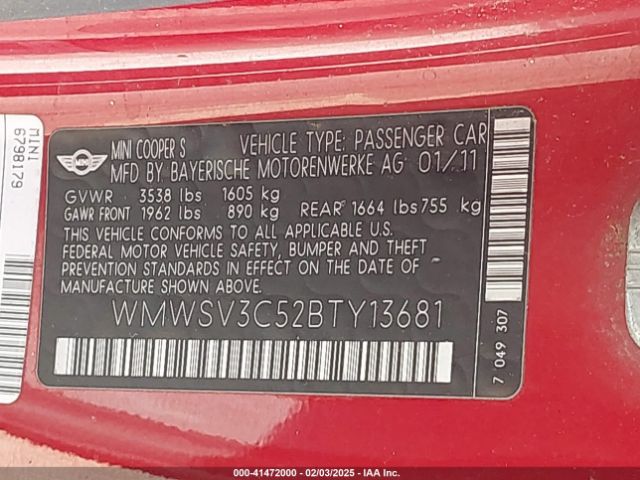 MINI
6798179
MINI
MINI COOPER S VEHICLE TYPE: PASSENGER CAR
MFD BY BAYERISCHE MOTORENWERKE AG 01/11
GVWR 3538 lbs 1605 kg
GAWR FRONT 1962 lbs 890 kg REAR 1664 lbs 755 kg
THIS VEHICLE CONFORMS TO ALL APPLICABLE U.S.
FEDERAL MOTOR VEHICLE SAFETY, BUMPER AND THEFT
PREVENTION STANDARDS IN EFFECT ON THE DATE OF
MANUFACTURE SHOWN ABOVE.
WMWSV3C52BTY13681
7 049 307
000-41472000 - 02/03/2025 - IAA Inc.